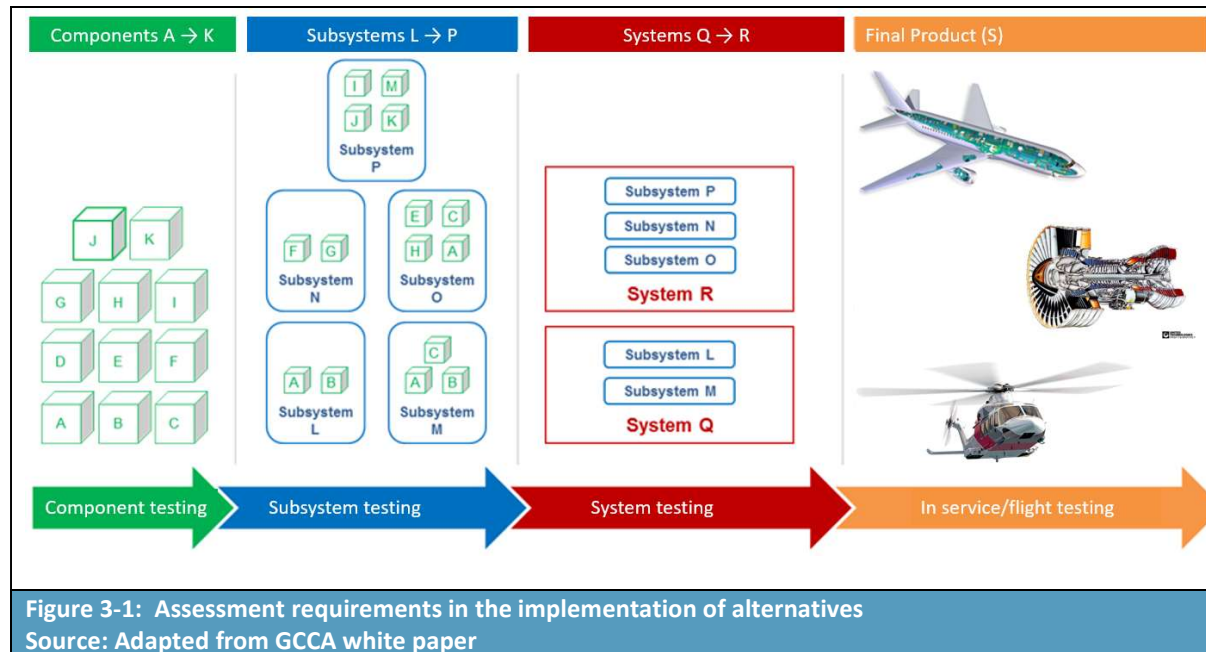 Components A → K
Subsystems L → P
Systems Q → R
Final Product (S)
J K
G H I
D E F
A B C
I M
J K
Subsystem
P
F G
Subsystem
N
E C
H A
Subsystem
O
A B
Subsystem
L
C
A B
Subsystem
M
Subsystem P
Subsystem N
Subsystem O
System R
Subsystem L
Subsystem M
System Q
Component testing
Subsystem testing
System testing
In service/flight testing
Figure 3-1: Assessment requirements in the implementation of alternatives
Source: Adapted from GCCA white paper